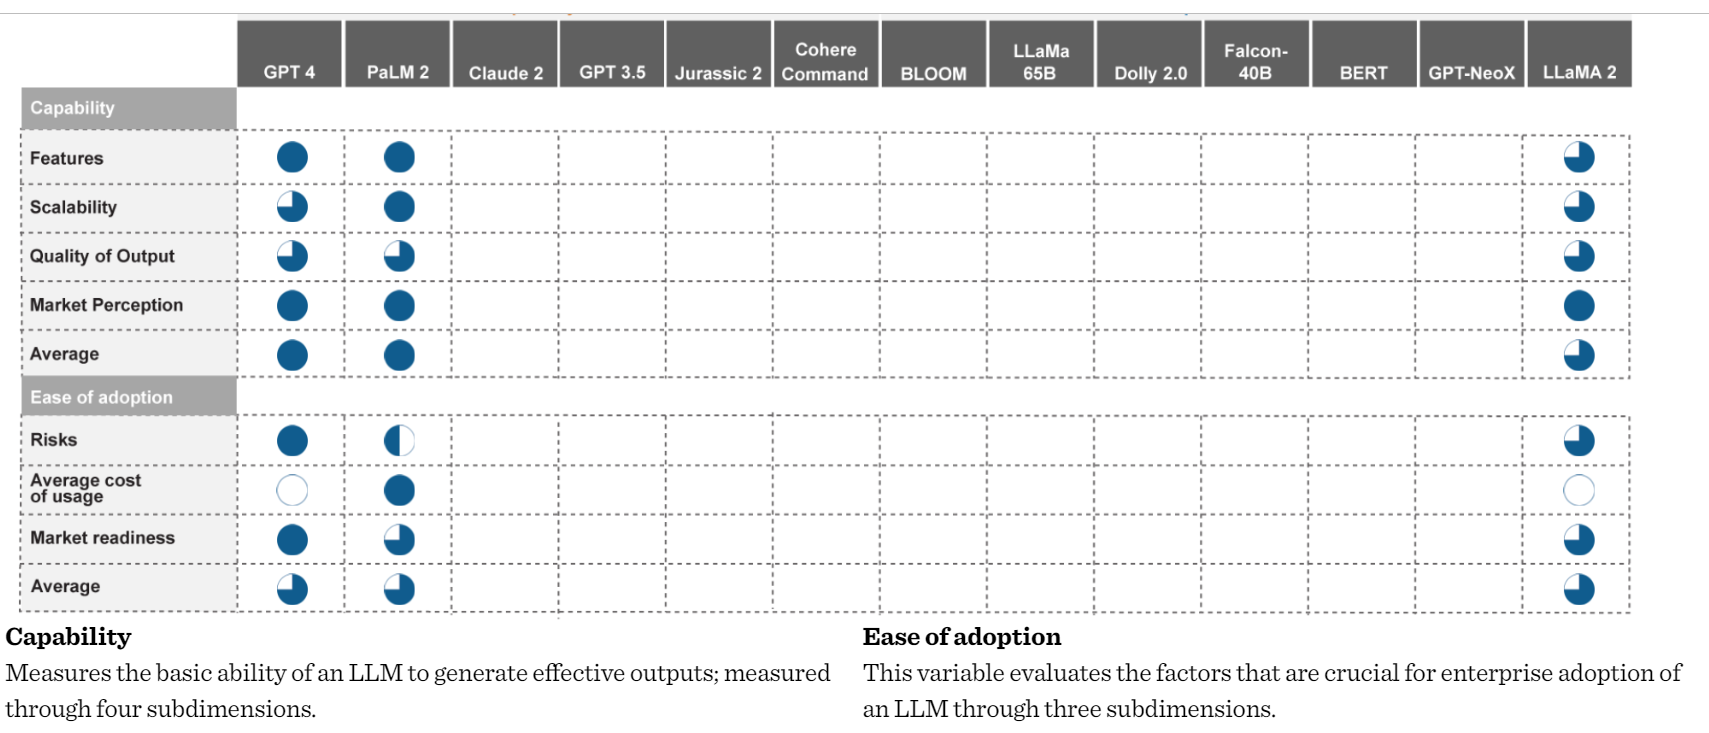 GPT 4 PaLM 2 Claude 2 GPT 3.5 Jurassic 2 Cohere Command BLOOM LLaMa 65B Dolly 2.0 Falcon-40B BERT GPT-NeoX LLaMA 2
Capability
Features
Scalability
Quality of Output
Market Perception
Average
Ease of adoption
Risks
Average cost
of usage
Market readiness
Average
Capability
Measures the basic ability of an LLM to generate effective outputs; measured
through four subdimensions.
Ease of adoption
This variable evaluates the factors that are crucial for enterprise adoption of
an LLM through three subdimensions.